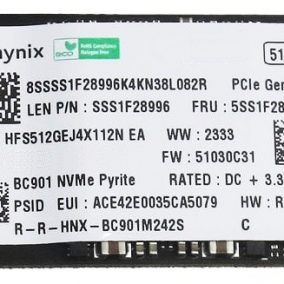 ynix
eco RoHS Compliance
Halogen Free
51
8SSSS1F28996K4KN38L082R PCIe Gen
LEN P/N : SSS1F28996 FRU : 5SS1F28
HFS512GEJ4X112N EA WW : 2333
FW : 51030C31
BC901 NVMe Pyrite RATED : DC + 3.3
PSID EUI : ACE42E0035CA5079 HW : R
R-R-HNX-BC901M242S C